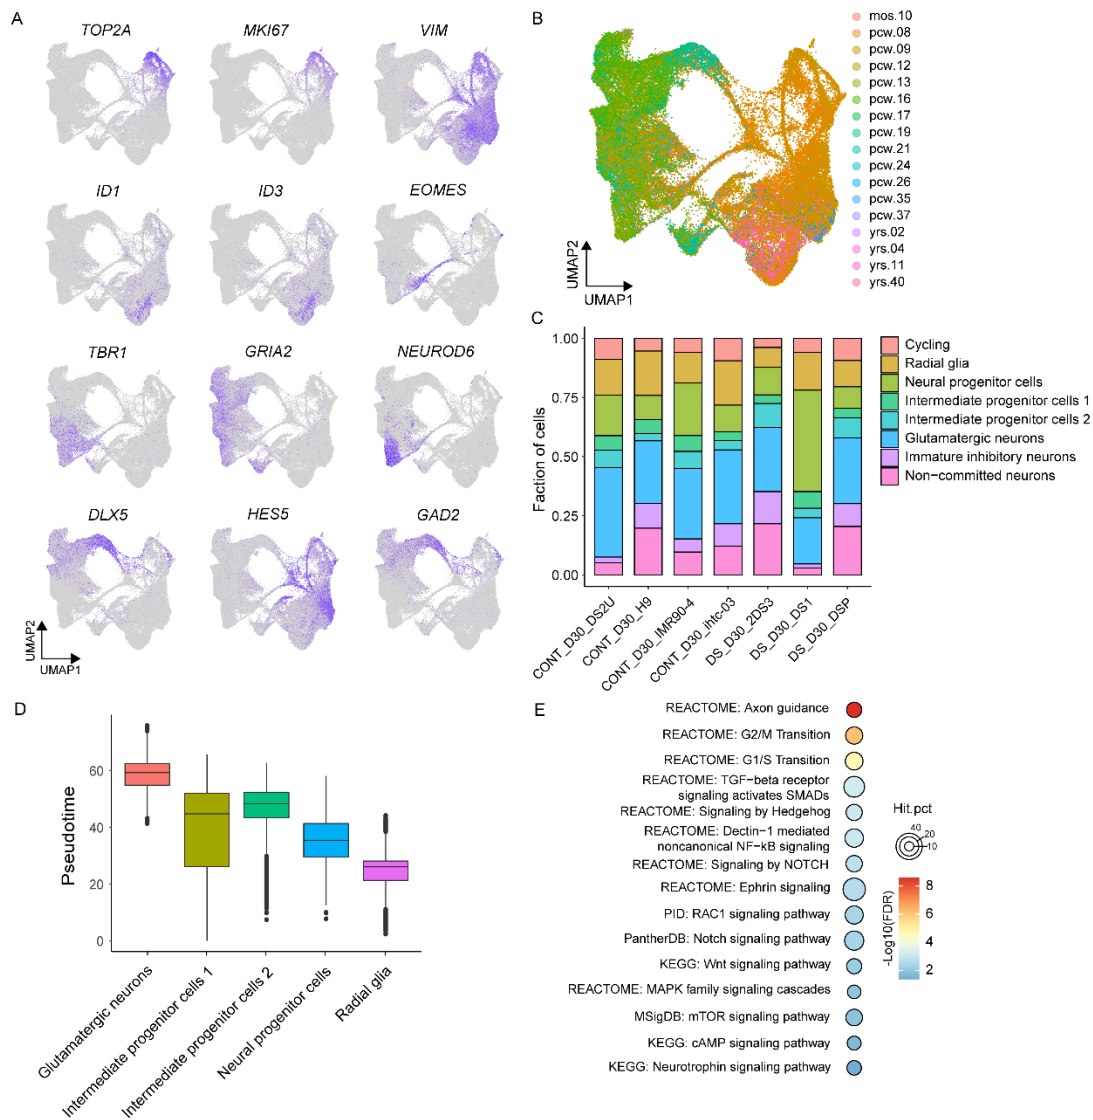 A
TOP2A
MKI67
VIM
ID1
ID3
EOMES
TBR1
GRIA2
NEUROD6
DLX5
HES5
GAD2
UMAP2
UMAP1
B
mos.10
pcw.08
pcw.09
pcw.12
pcw.13
pcw.16
pcw.17
pcw.19
pcw.21
pcw.24
pcw.26
pcw.35
pcw.37
yrs.02
yrs.04
yrs.11
yrs.40
UMAP2
UMAP1
C
Faction of cells
1.00
0.75
0.50
0.25
0.00
CONT_D30_DS2U
CONT_D30_H9
CONT_D30_IMR90-4
CONT_D30_ihtc-03
DS_D30_2DS3
DS_D30_DS1
DS_D30_DSP
Cycling
Radial glia
Neural progenitor cells
Intermediate progenitor cells 1
Intermediate progenitor cells 2
Glutamatergic neurons
Immature inhibitory neurons
Non-committed neurons
D
Pseudotime
60
40
20
0
Glutamatergic neurons
Intermediate progenitor cells 1
Intermediate progenitor cells 2
Neural progenitor cells
Radial glia
E
REACTOME: Axon guidance
REACTOME: G2/M Transition
REACTOME: G1/S Transition
REACTOME: TGF−beta receptor
signaling activates SMADs
REACTOME: Signaling by Hedgehog
REACTOME: Dectin−1 mediated
noncanonical NF−kB signaling
REACTOME: Signaling by NOTCH
REACTOME: Ephrin signaling
PID: RAC1 signaling pathway
PantherDB: Notch signaling pathway
KEGG: Wnt signaling pathway
REACTOME: MAPK family signaling cascades
MSigDB: mTOR signaling pathway
KEGG: cAMP signaling pathway
KEGG: Neurotrophin signaling pathway
Hit.pct
40
20
10
-Log10(FDR)
8
6
4
2